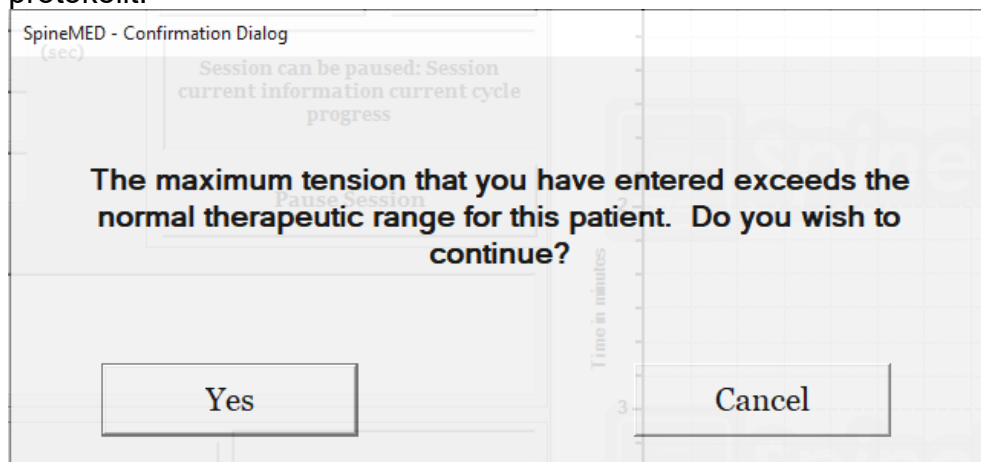 SpineMED - Confirmation Dialog
(sec)
Session can be paused: Session
current information current cycle
progress
The maximum tension that you have entered exceeds the
Pause Session
normal therapeutic range for this patient. Do you wish to
continue?
2
Time in minutes
Yes
Cancel
3
Spine
Spine